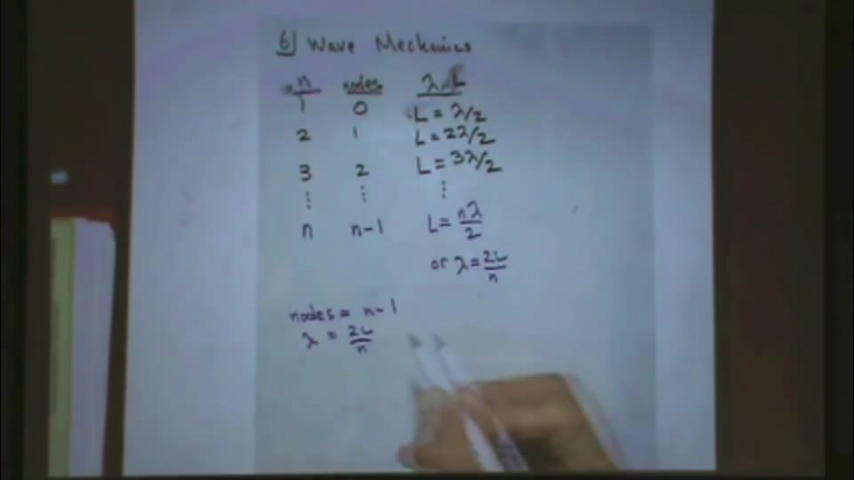 6] Wave Mechanics
n nodes λ, L
1 0 L = λ/2
2 1 L = 2λ/2
3 2 L = 3λ/2
⋮ ⋮ ⋮
n n-1 L = nλ/2
or λ = 2L/n
nodes = n-1
λ = 2L/n